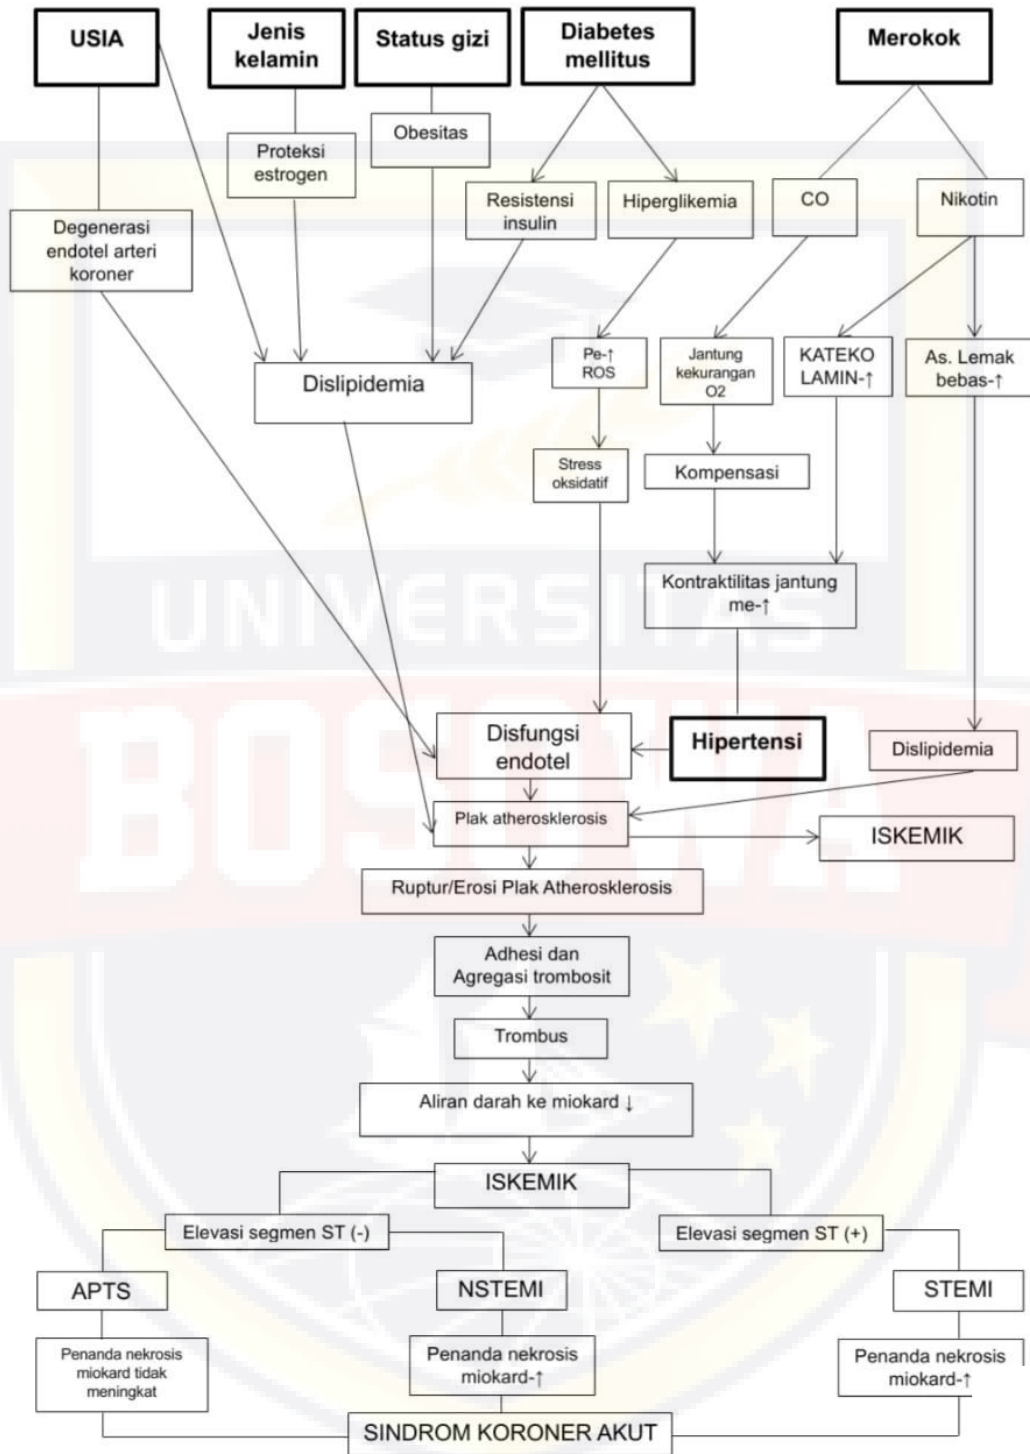 USIA
Jenis
kelamin
Status gizi
Diabetes
mellitus
Merokok
Proteksi
estrogen
Obesitas
Resistensi
insulin
Hiperglikemia
CO
Nikotin
Degenerasi
endotel arteri
koroner
Dislipidemia
Pe-↑
ROS
Jantung
kekurangan
O2
KATEKO
LAMIN-↑
As. Lemak
bebas-↑
Stress
oksidatif
Kompensasi
Kontraktilitas jantung
me-↑
UNIVERSITAS
BOSOWA
Disfungsi
endotel
Hipertensi
Dislipidemia
Plak atherosklerosis
ISKEMIK
Ruptur/Erosi Plak Atherosklerosis
Adhesi dan
Agregasi trombosit
Trombus
Aliran darah ke miokard ↓
ISKEMIK
Elevasi segmen ST (-)
Elevasi segmen ST (+)
APTS
NSTEMI
STEMI
Penanda nekrosis
miokard tidak
meningkat
Penanda nekrosis
miokard-↑
Penanda nekrosis
miokard-↑
SINDROM KORONER AKUT